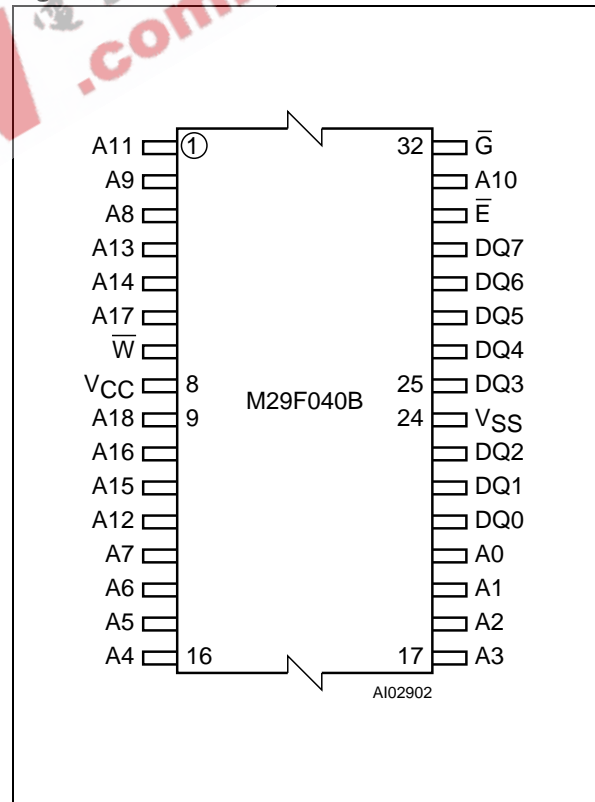 .com
A11 1 32 G̅
A9 A10
A8 E̅
A13 DQ7
A14 DQ6
A17 DQ5
W̅ DQ4
VCC 8 25 DQ3
M29F040B
A18 9 24 VSS
A16 DQ2
A15 DQ1
A12 DQ0
A7 A0
A6 A1
A5 A2
A4 16 17 A3
AI02902